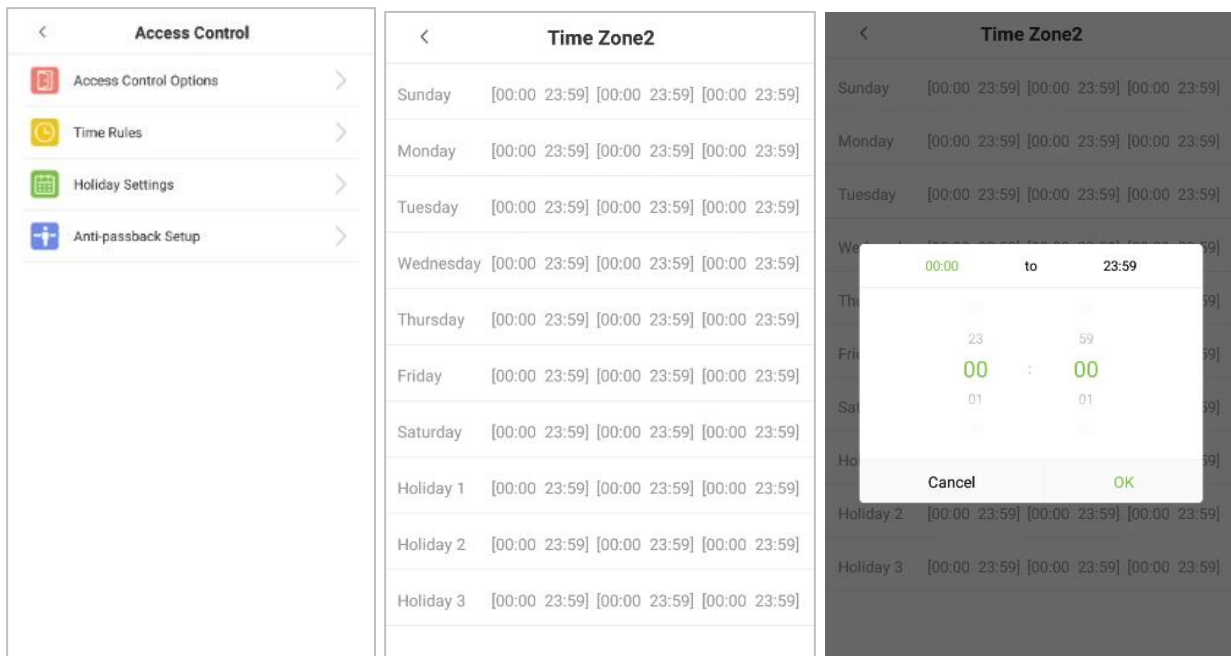 Access Control
Access Control Options
Time Rules
Holiday Settings
Anti-passback Setup
Time Zone2
Sunday [00:00 23:59] [00:00 23:59] [00:00 23:59]
Monday [00:00 23:59] [00:00 23:59] [00:00 23:59]
Tuesday [00:00 23:59] [00:00 23:59] [00:00 23:59]
Wednesday [00:00 23:59] [00:00 23:59] [00:00 23:59]
Thursday [00:00 23:59] [00:00 23:59] [00:00 23:59]
Friday [00:00 23:59] [00:00 23:59] [00:00 23:59]
Saturday [00:00 23:59] [00:00 23:59] [00:00 23:59]
Holiday 1 [00:00 23:59] [00:00 23:59] [00:00 23:59]
Holiday 2 [00:00 23:59] [00:00 23:59] [00:00 23:59]
Holiday 3 [00:00 23:59] [00:00 23:59] [00:00 23:59]
Time Zone2
Sunday [00:00 23:59] [00:00 23:59] [00:00 23:59]
Monday [00:00 23:59] [00:00 23:59] [00:00 23:59]
Tuesday [00:00 23:59] [00:00 23:59] [00:00 23:59]
00:00 to 23:59
23 59
00 : 00
01 01
Cancel OK
Holiday 2 [00:00 23:59] [00:00 23:59] [00:00 23:59]
Holiday 3 [00:00 23:59] [00:00 23:59] [00:00 23:59]